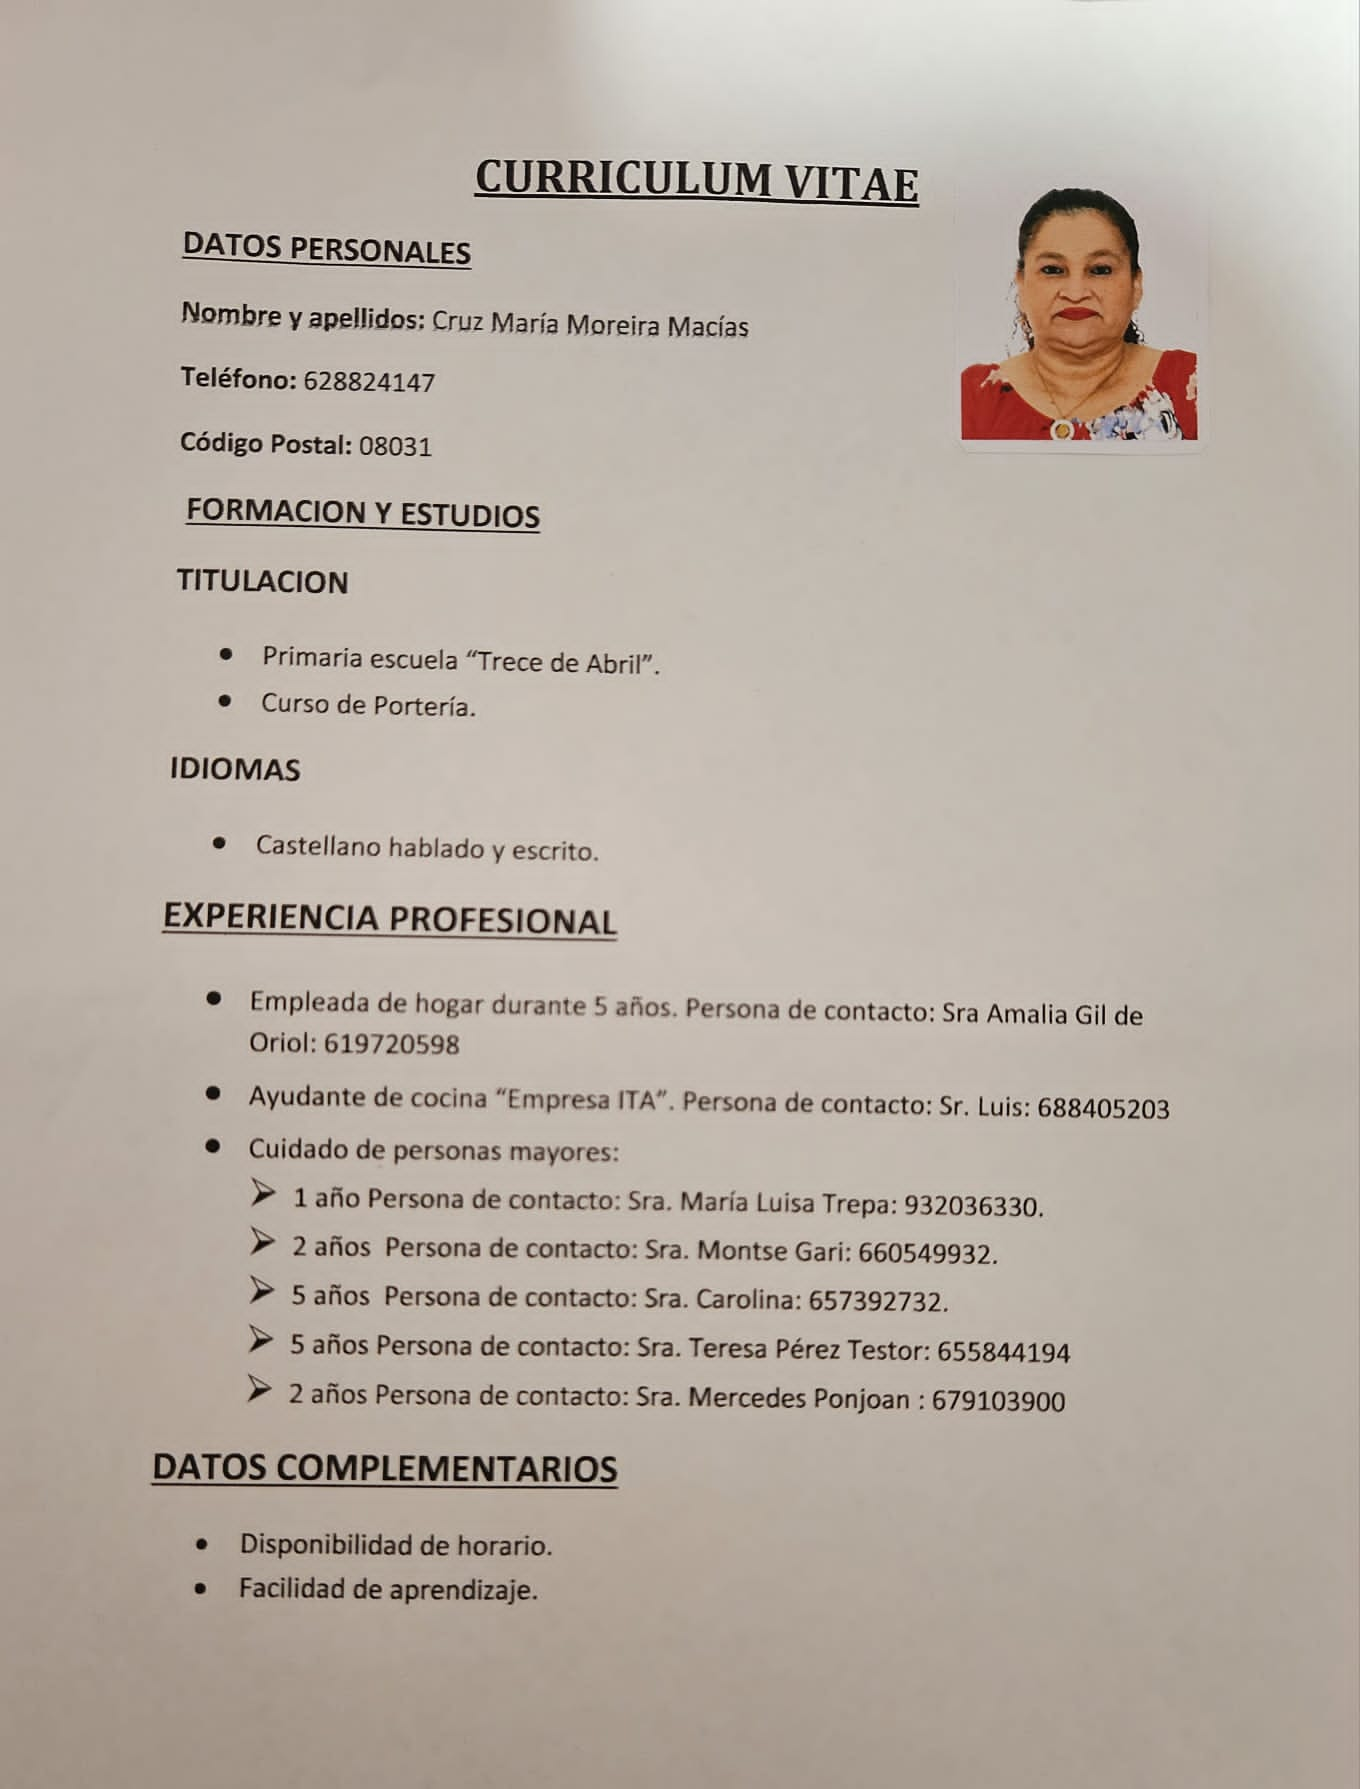 CURRICULUM VITAE
DATOS PERSONALES
Nombre y apellidos: Cruz María Moreira Macías
Teléfono: 628824147
Código Postal: 08031
FORMACION Y ESTUDIOS
TITULACION
• Primaria escuela “Trece de Abril”.
• Curso de Portería.
IDIOMAS
• Castellano hablado y escrito.
EXPERIENCIA PROFESIONAL
• Empleada de hogar durante 5 años. Persona de contacto: Sra Amalia Gil de
Oriol: 619720598
• Ayudante de cocina “Empresa ITA”. Persona de contacto: Sr. Luis: 688405203
• Cuidado de personas mayores:
➢ 1 año Persona de contacto: Sra. María Luisa Trepa: 932036330.
➢ 2 años  Persona de contacto: Sra. Montse Gari: 660549932.
➢ 5 años  Persona de contacto: Sra. Carolina: 657392732.
➢ 5 años Persona de contacto: Sra. Teresa Pérez Testor: 655844194
➢ 2 años Persona de contacto: Sra. Mercedes Ponjoan : 679103900
DATOS COMPLEMENTARIOS
• Disponibilidad de horario.
• Facilidad de aprendizaje.